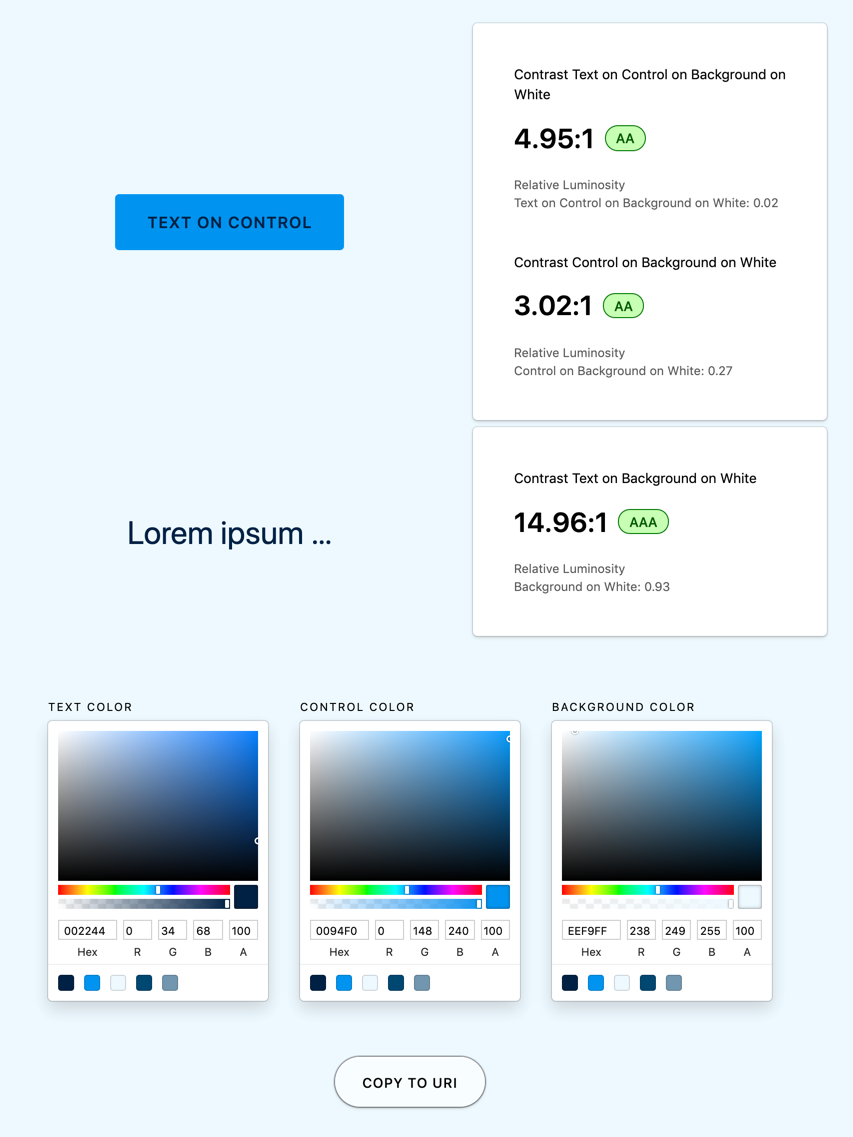 TEXT ON CONTROL
Contrast Text on Control on Background on
White
4.95:1 AA
Relative Luminosity
Text on Control on Background on White: 0.02
Contrast Control on Background on White
3.02:1 AA
Relative Luminosity
Control on Background on White: 0.27
Lorem ipsum ...
Contrast Text on Background on White
14.96:1 AAA
Relative Luminosity
Background on White: 0.93
TEXT COLOR
002244 0 34 68 100
Hex R G B A
CONTROL COLOR
0094F0 0 148 240 100
Hex R G B A
BACKGROUND COLOR
EEF9FF 238 249 255 100
Hex R G B A
COPY TO URI